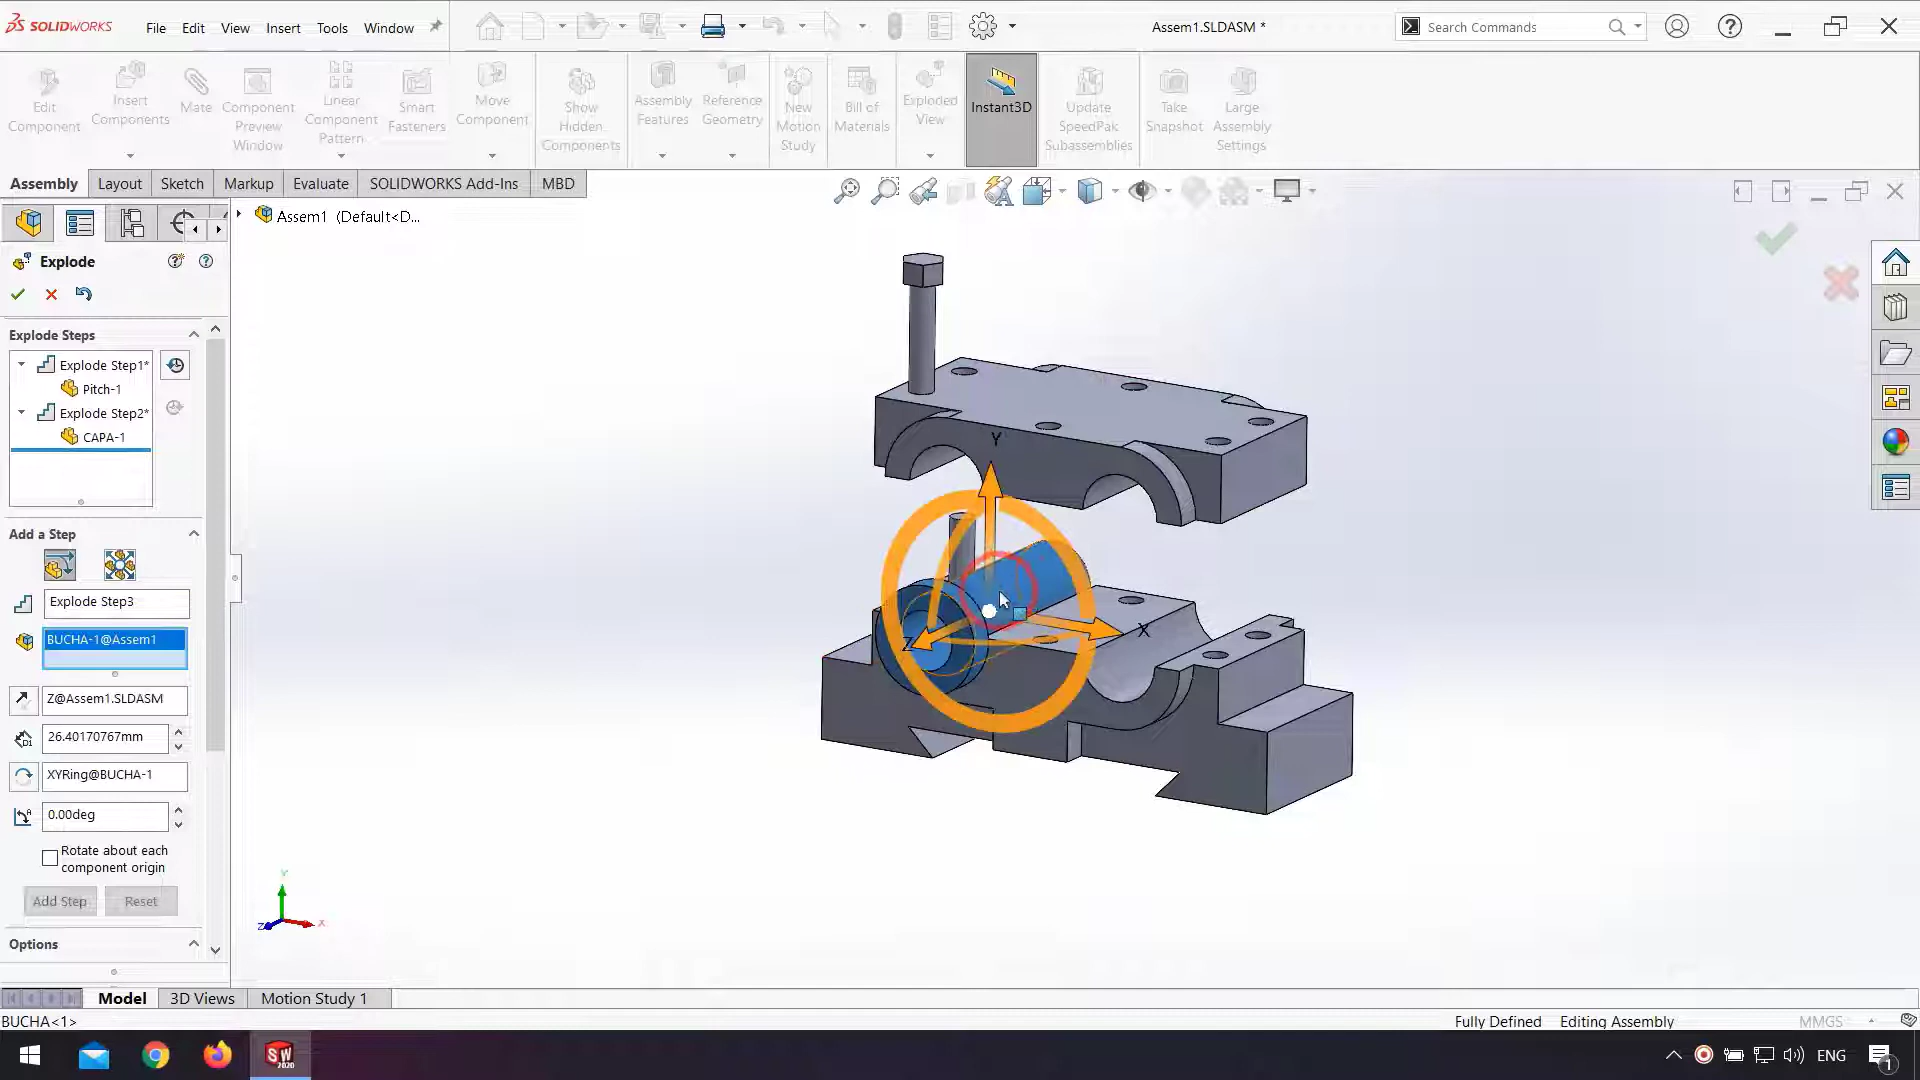 SOLIDWORKS
File Edit View Insert Tools Window
Assem1.SLDASM *
Search Commands
Edit Component
Insert Components
Mate
Component Preview Window
Linear Component Pattern
Smart Fasteners
Move Component
Show Hidden Components
Assembly Features
Reference Geometry
New Motion Study
Bill of Materials
Exploded View
Instant3D
Update SpeedPak Subassemblies
Take Snapshot
Large Assembly Settings
Assembly Layout Sketch Markup Evaluate SOLIDWORKS Add-Ins MBD
Assem1 (Default<D...
Explode
Explode Steps
Explode Step1*
Pitch-1
Explode Step2*
CAPA-1
Add a Step
Explode Step3
BUCHA-1@Assem1
Z@Assem1.SLDASM
D1
26.40170767mm
XYRing@BUCHA-1
0.00deg
Rotate about each
component origin
Add Step Reset
Options
Y
X
Z
Y
X
Z
Model 3D Views Motion Study 1
BUCHA<1>
Fully Defined Editing Assembly MMGS
SW
2020
ENG
1